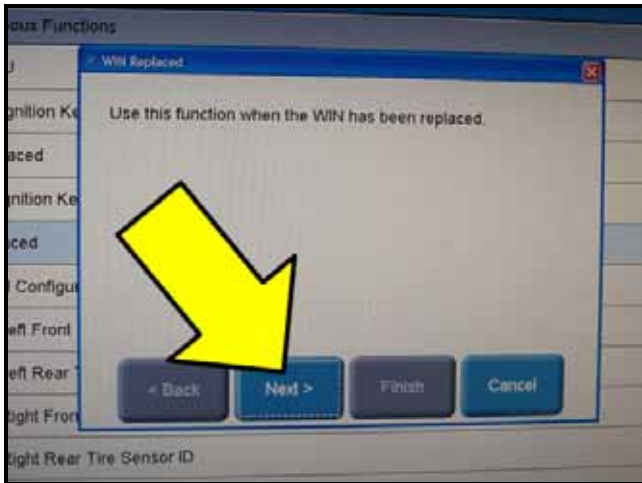 ous Functions
WIN Replaced
gnition Ke
Use this function when the WIN has been replaced.
aced
gnition Ke
ced
Configu
eft Front
eft Rear
< Back
Next >
Finish
Cancel
ight Fron
Right Rear Tire Sensor ID